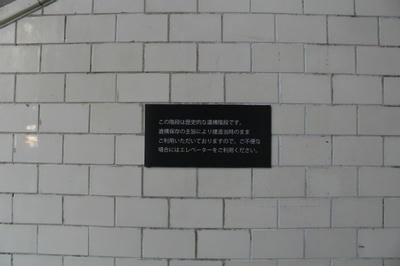 この階段は歴史的な遺構階段です。
遺構保存の主旨により建造当時のまま
ご利用いただいておりますので、ご不便な
場合にはエレベーターをご利用ください。